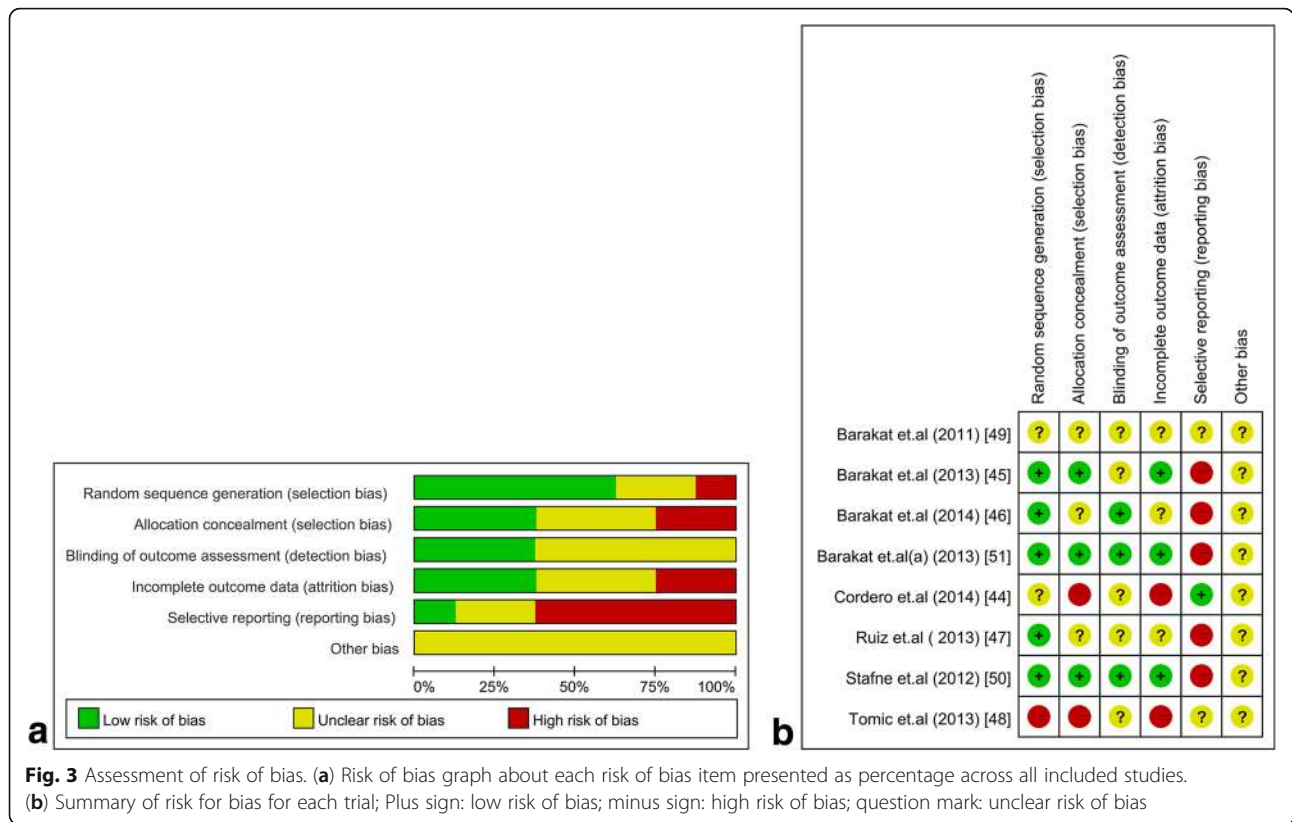 Random sequence generation (selection bias)
Allocation concealment (selection bias)
Blinding of outcome assessment (detection bias)
Incomplete outcome data (attrition bias)
Selective reporting (reporting bias)
Other bias
0% 25% 50% 75% 100%
Low risk of bias Unclear risk of bias High risk of bias
a
Random sequence generation (selection bias)
Allocation concealment (selection bias)
Blinding of outcome assessment (detection bias)
Incomplete outcome data (attrition bias)
Selective reporting (reporting bias)
Other bias
Barakat et.al (2011) [49] ? ? ? ? ? ?
Barakat et.al (2013) [45] + + ? + - ?
Barakat et.al (2014) [46] + ? + ? - ?
Barakat et.al(a) (2013) [51] + + + + - ?
Cordero et.al (2014) [44] ? - ? - + ?
Ruiz et.al ( 2013) [47] + ? ? ? - ?
Stafne et.al (2012) [50] + + + + - ?
Tomic et.al (2013) [48] - - ? - ? ?
b
Fig. 3 Assessment of risk of bias. (a) Risk of bias graph about each risk of bias item presented as percentage across all included studies.
(b) Summary of risk for bias for each trial; Plus sign: low risk of bias; minus sign: high risk of bias; question mark: unclear risk of bias